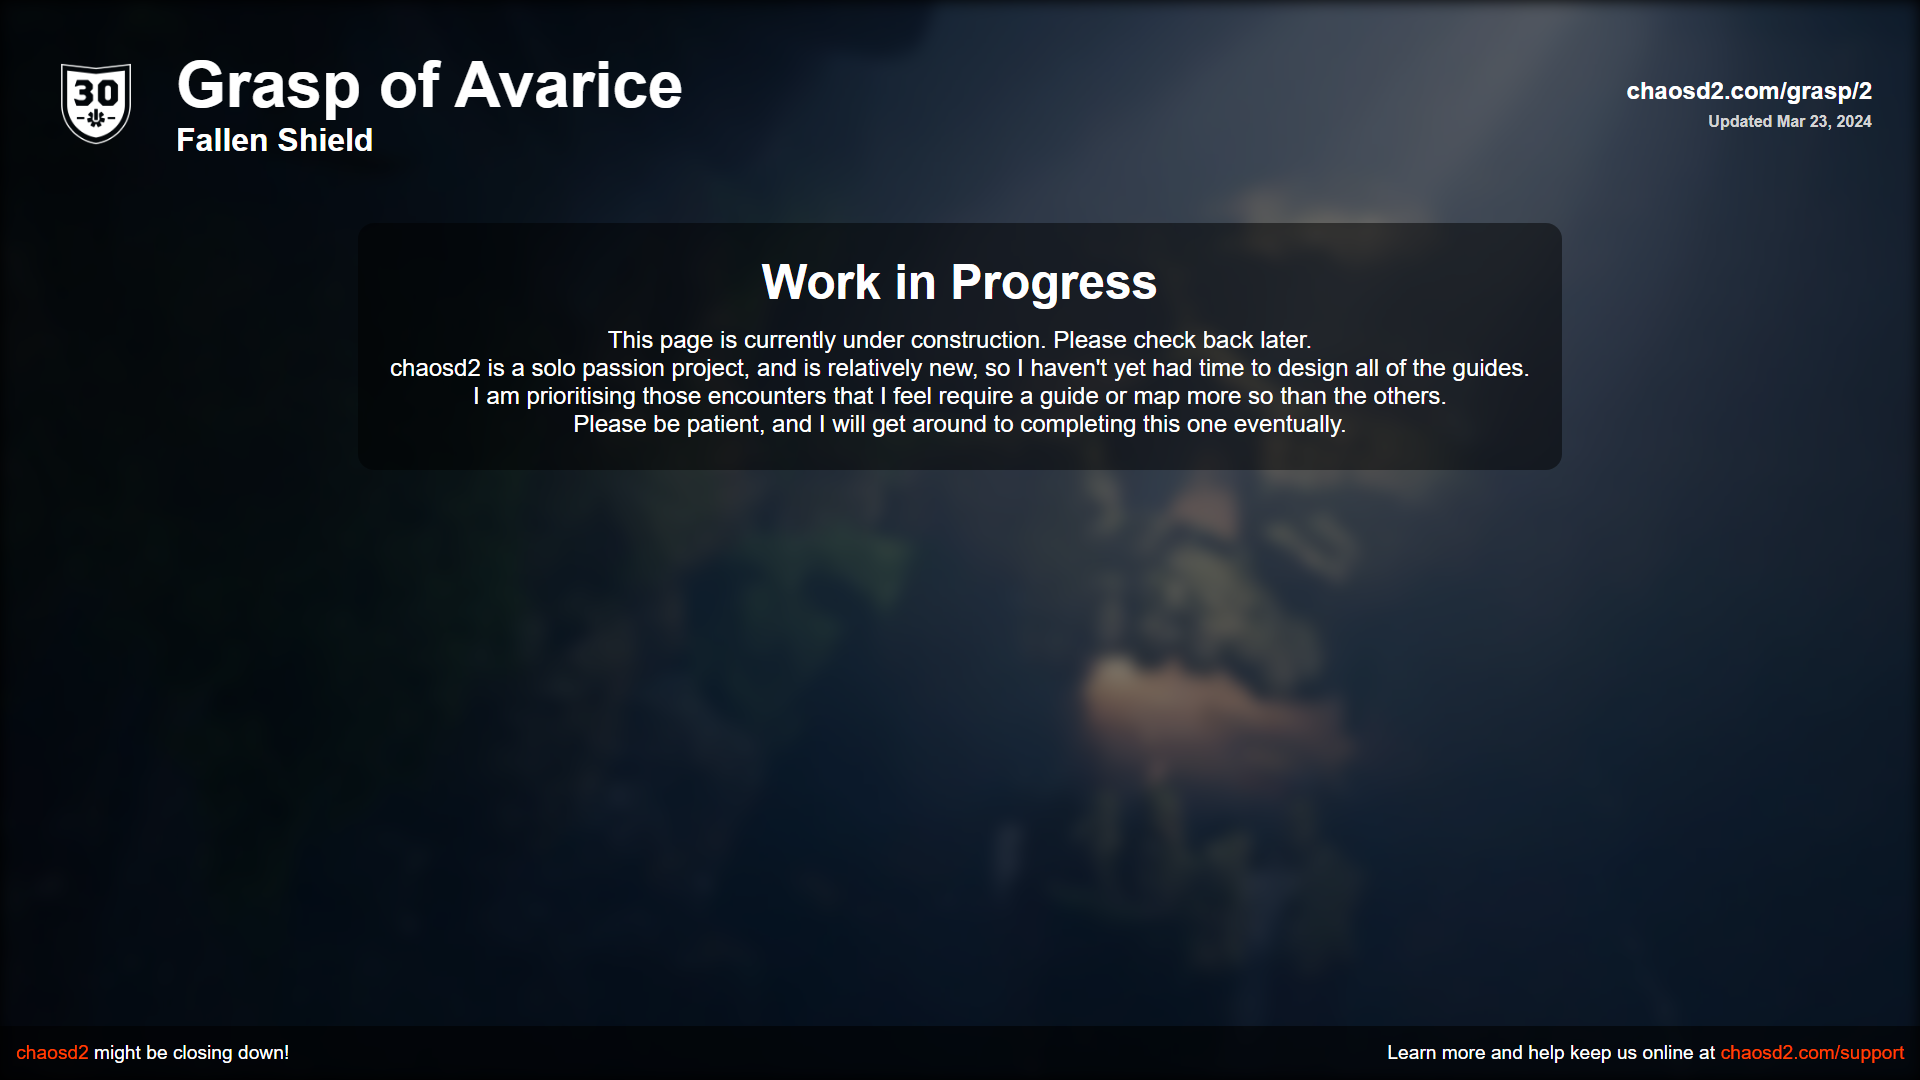 30
Grasp of Avarice
Fallen Shield
chaosd2.com/grasp/2
Updated Mar 23, 2024
Work in Progress
This page is currently under construction. Please check back later.
chaosd2 is a solo passion project, and is relatively new, so I haven't yet had time to design all of the guides.
I am prioritising those encounters that I feel require a guide or map more so than the others.
Please be patient, and I will get around to completing this one eventually.
chaosd2 might be closing down!
Learn more and help keep us online at chaosd2.com/support